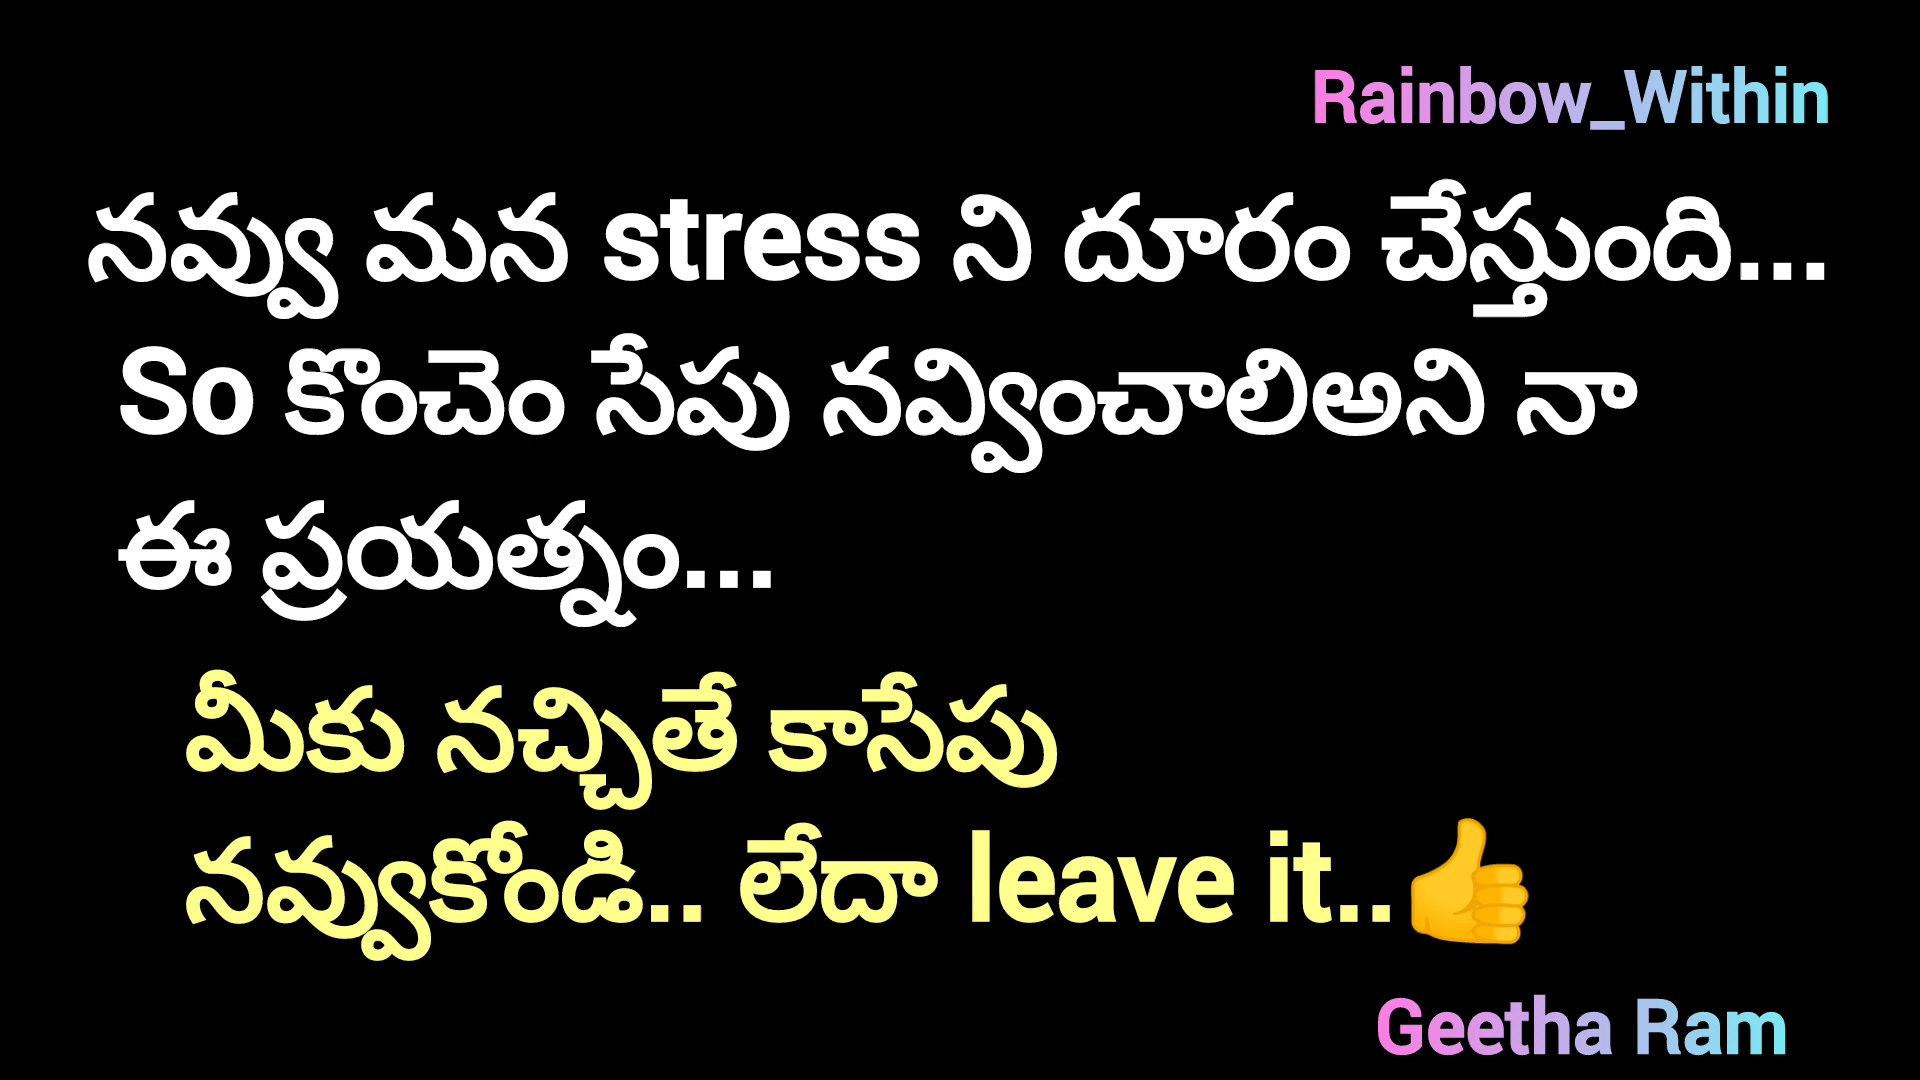 Rainbow_Within
నవ్వు మన stress ని దూరం చేస్తుంది...
So కొంచెం సేపు నవ్వించాలిఅని నా
ఈ ప్రయత్నం...
మీకు నచ్చితే కాసేపు
నవ్వుకోండి.. లేదా leave it..👍
Geetha Ram